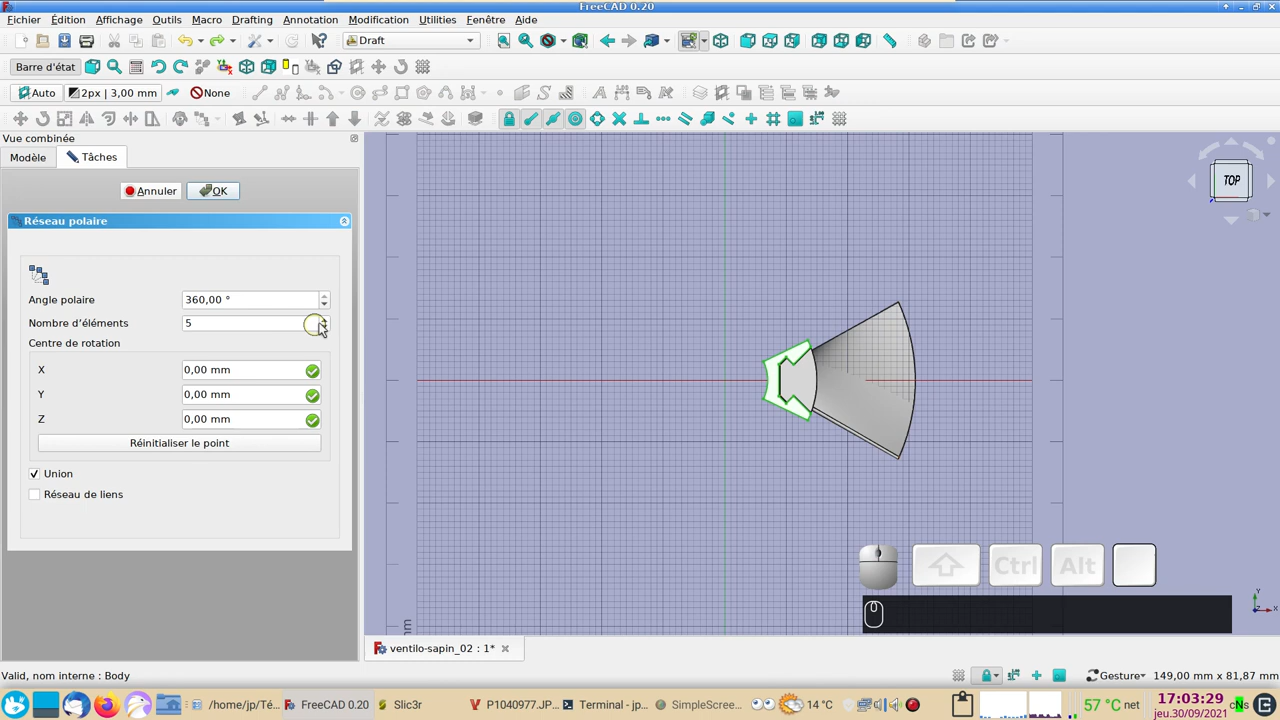 FreeCAD 0.20
Fichier Édition Affichage Outils Macro Drafting Annotation Modification Utilities Fenêtre Aide
Draft
Barre d'état
Auto 2px | 3,00 mm None
Vue combinée
Modèle Tâches
Annuler OK
Réseau polaire
Angle polaire 360,00 °
Nombre d'éléments 5
Centre de rotation
X 0,00 mm
Y 0,00 mm
Z 0,00 mm
Réinitialiser le point
Union
Réseau de liens
TOP
Ctrl Alt
mm
Y
X
ventilo-sapin_02 : 1*
Valid, nom interne : Body
Gesture 149,00 mm x 81,87 mm
/home/jp/Té... FreeCAD 0.20 Slic3r P1040977.JP... Terminal - jp... SimpleScree... 14 °C 57 °C net 17:03:29 cNs
jeu.30/09/2021